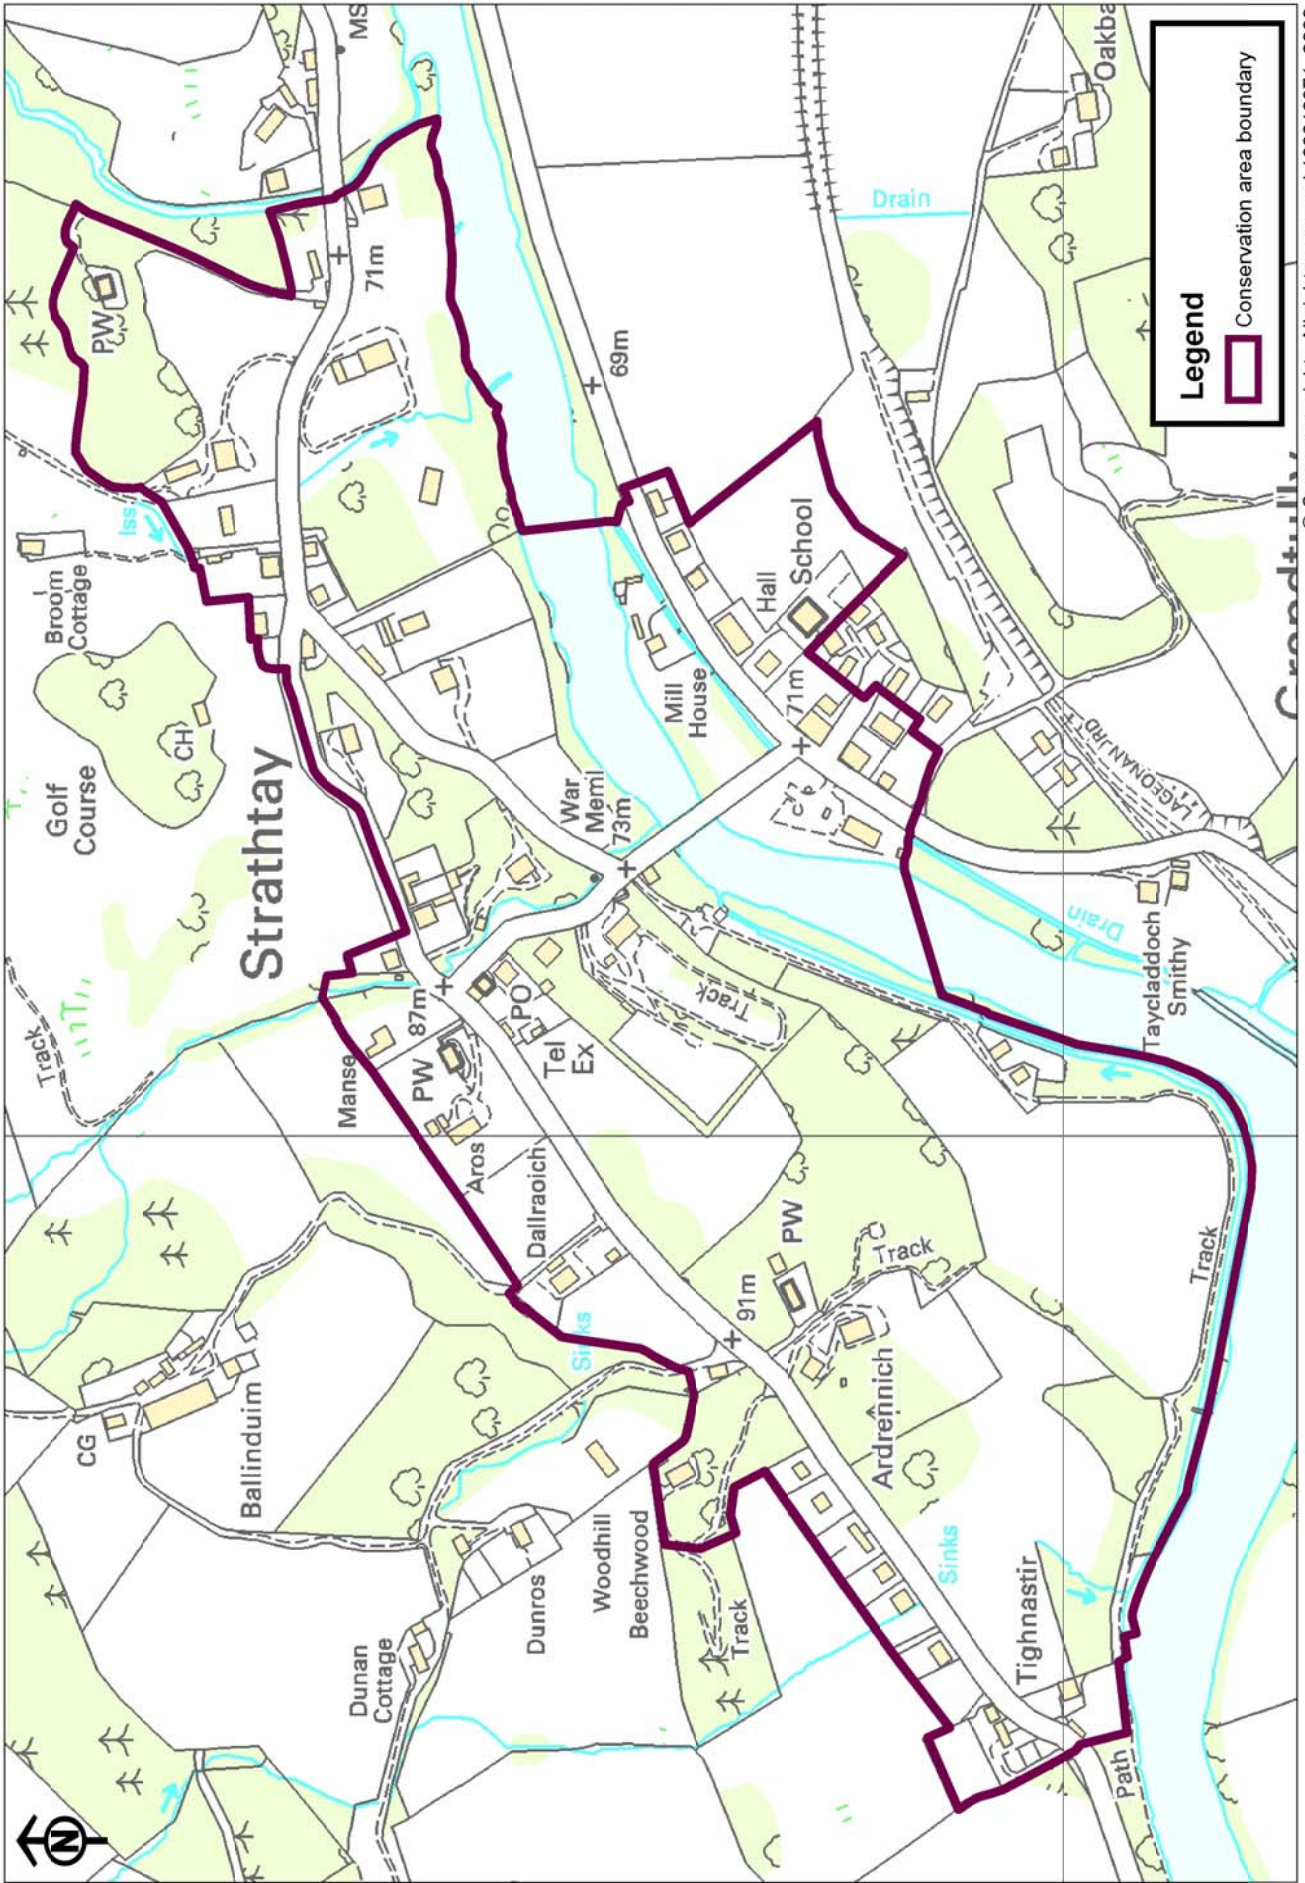 N
Track
Iss
CG
Golf
Course
Broom
Cottage
PW
MS
Ballinduim
CH
Strathtay
Dunan
Cottage
Manse
87m
71m
PW
Aros
Dunros
Dallraoich
PO
Tel
Ex
War
Meml
73m
Woodhill
Sinks
Beechwood
69m
Mill
House
Track
Track
91m
PW
71m
Hall
School
Ardrennich
Track
Drain
Sinks
Tighnastir
LAGEONAN RD
Drain
Oakba
Path
Taycladdoch
Smithy
Track
Legend
Conservation area boundary